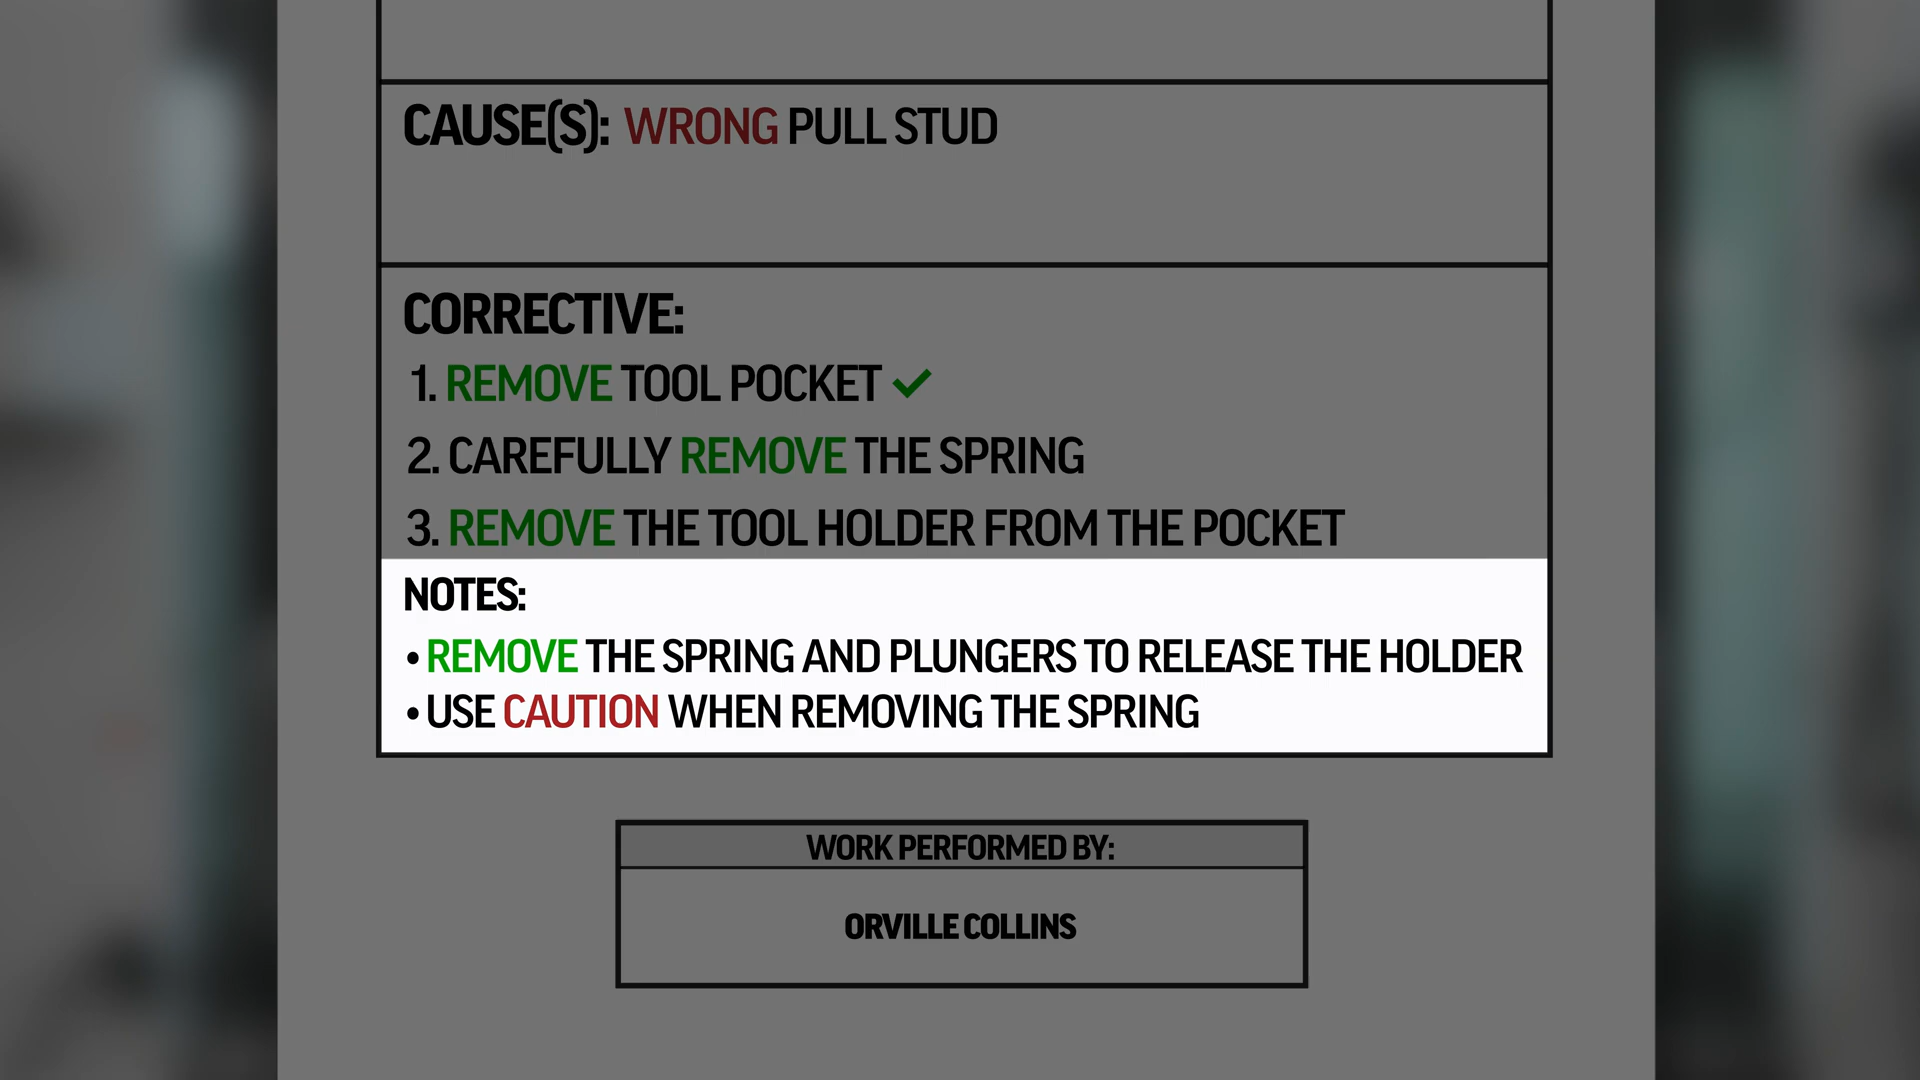 CAUSE(S): WRONG PULL STUD
CORRECTIVE:
1. REMOVE TOOL POCKET ✓
2. CAREFULLY REMOVE THE SPRING
3. REMOVE THE TOOL HOLDER FROM THE POCKET
NOTES:
• REMOVE THE SPRING AND PLUNGERS TO RELEASE THE HOLDER
• USE CAUTION WHEN REMOVING THE SPRING
WORK PERFORMED BY:
ORVILLE COLLINS